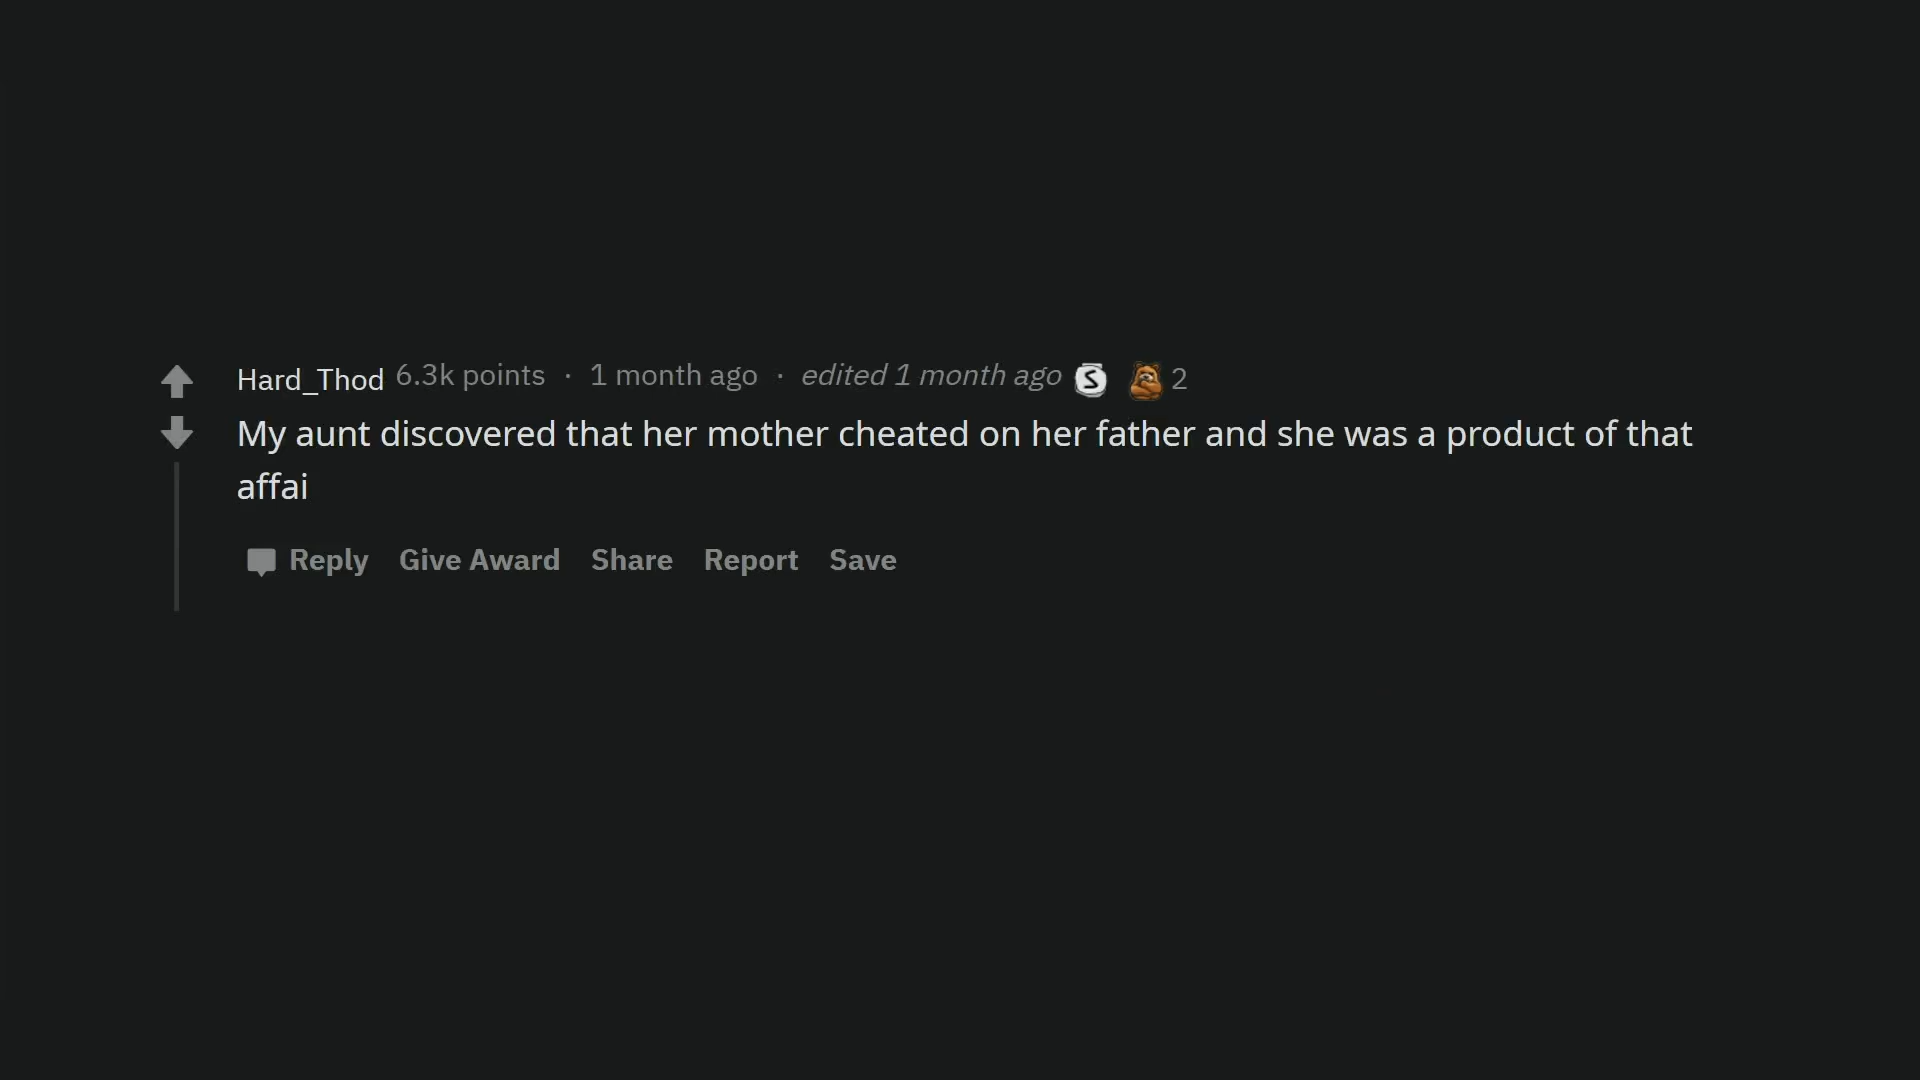 Hard_Thod 6.3k points · 1 month ago · edited 1 month ago S 2
My aunt discovered that her mother cheated on her father and she was a product of that
affai
Reply Give Award Share Report Save